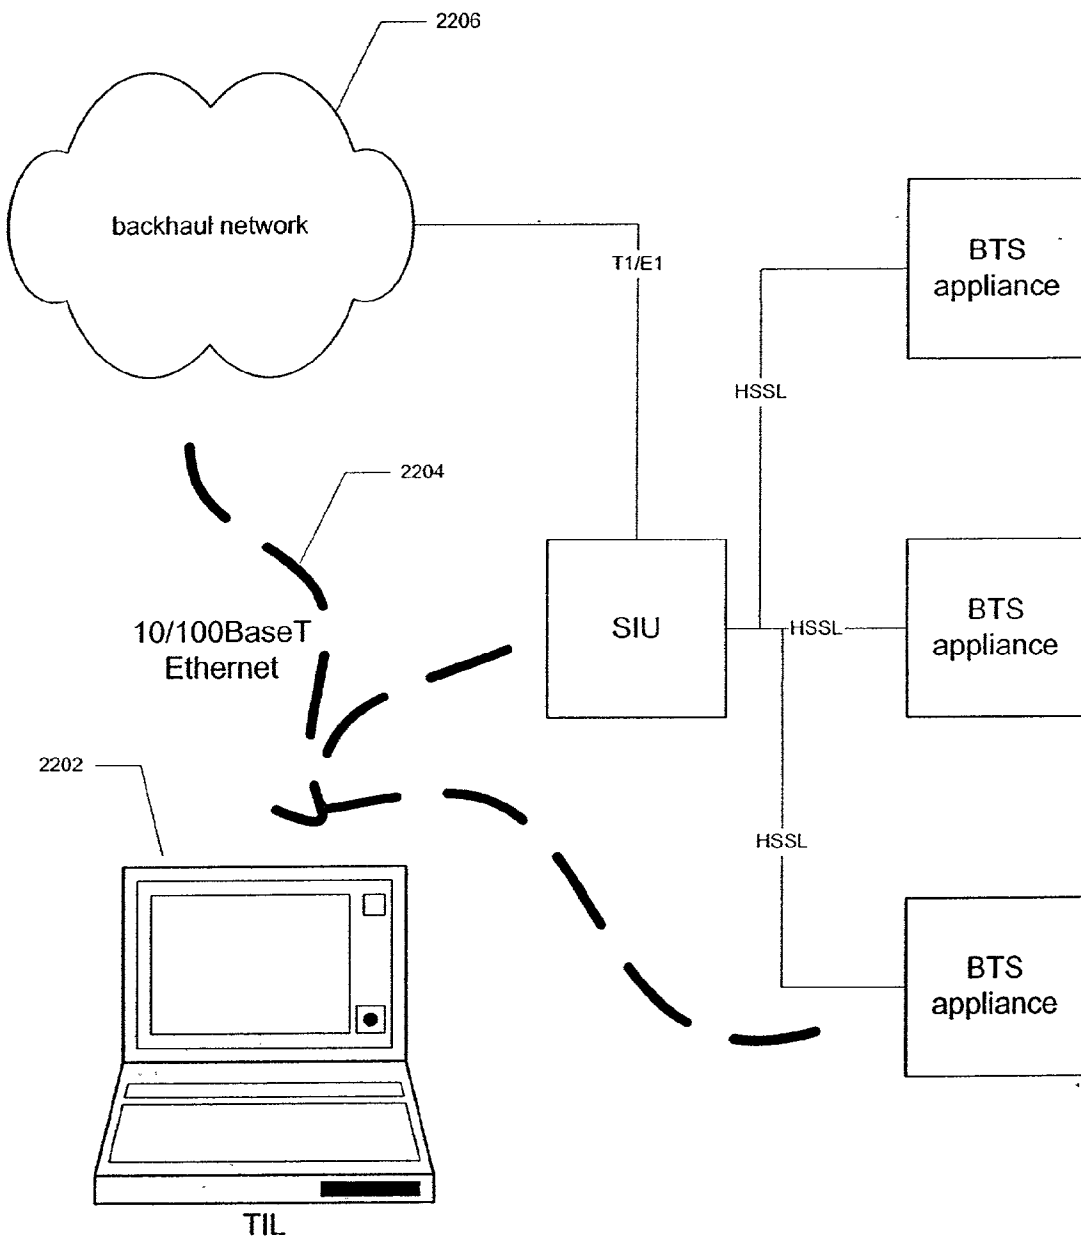 2206
backhaul network
T1/E1
BTS
appliance
HSSL
2204
10/100BaseT
Ethernet
SIU
HSSL
BTS
appliance
2202
HSSL
BTS
appliance
TIL